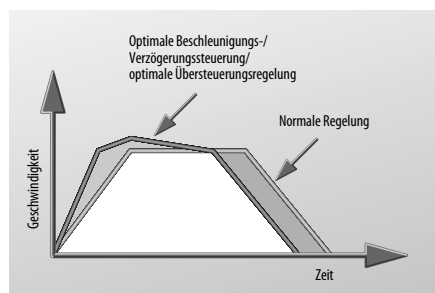 Optimale Beschleunigungs-/
Verzögerungssteuerung/
optimale Übersteuerungsregelung
Normale Regelung
Geschwindigkeit
Zeit